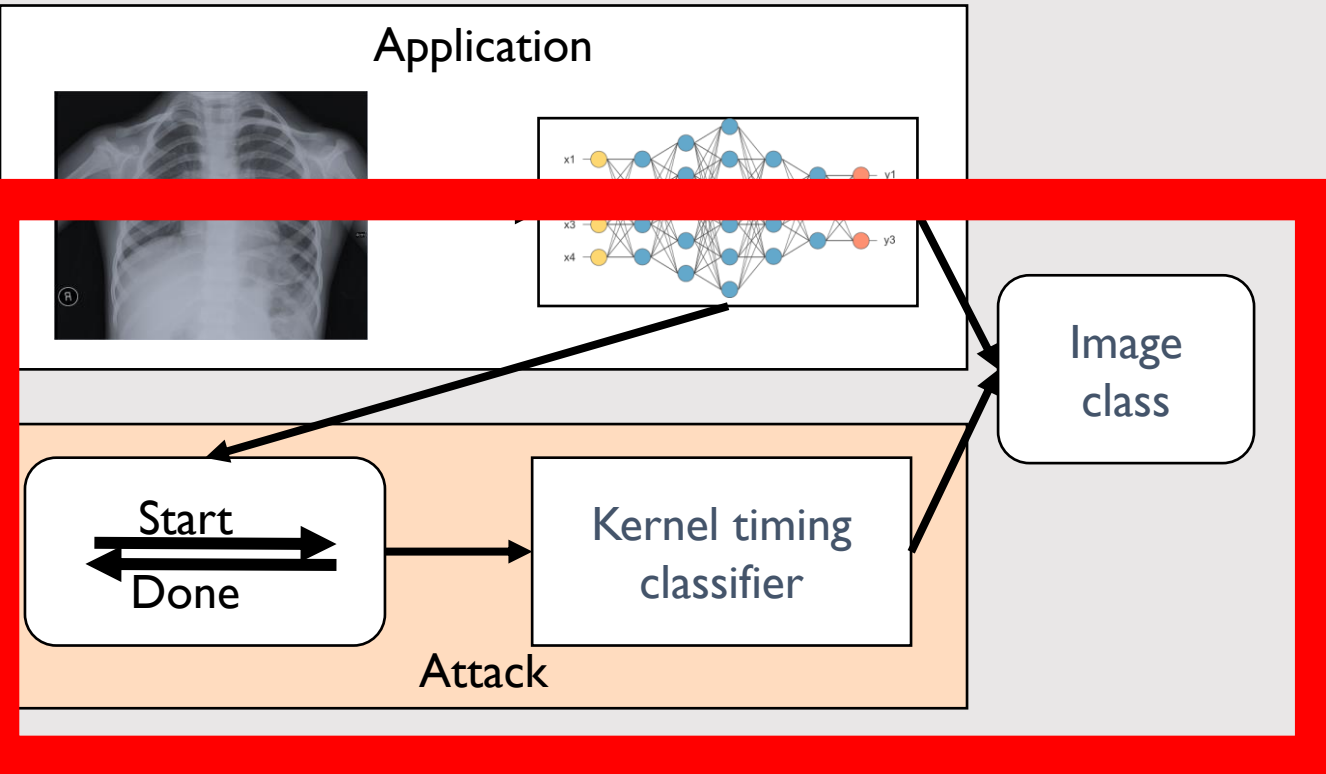 Application
x1
y1
x3
x4
y3
R
Image
class
Start
Done
Kernel timing
classifier
Attack